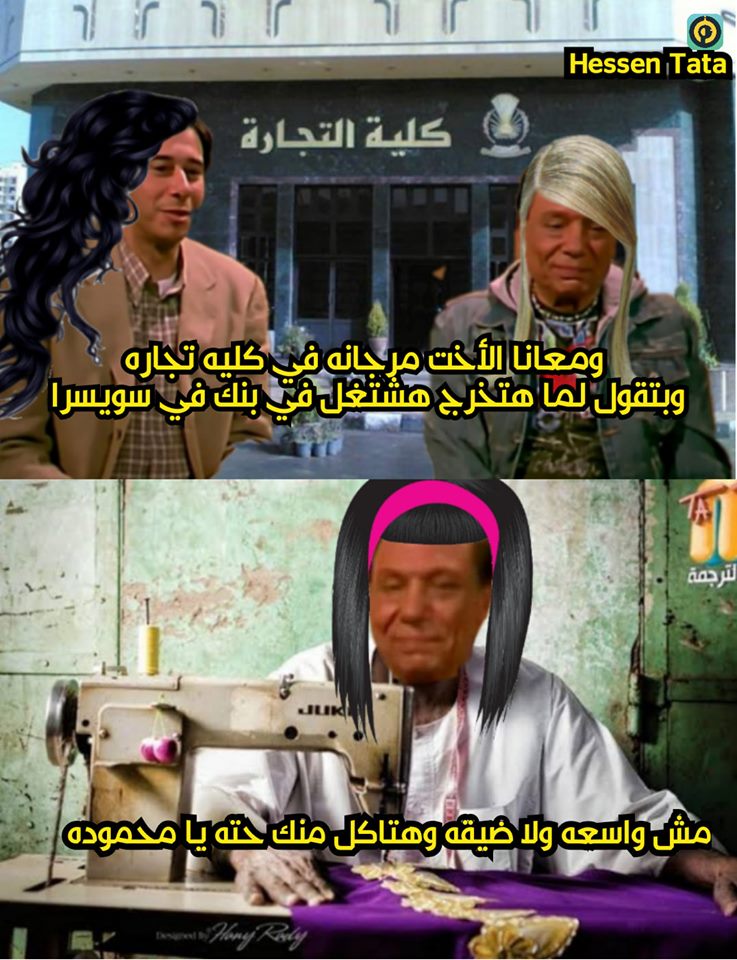 Hessen Tata
كلية التجارة
ومعانا الأخت مرجانه في كليه تجاره
وبتقول لما هتخرج هشتغل في بنك في سويسرا
الترجمة
JUK
مش واسعه ولا ضيقه وهتاكل منك حته يا محموده
Designed By Hany Rady